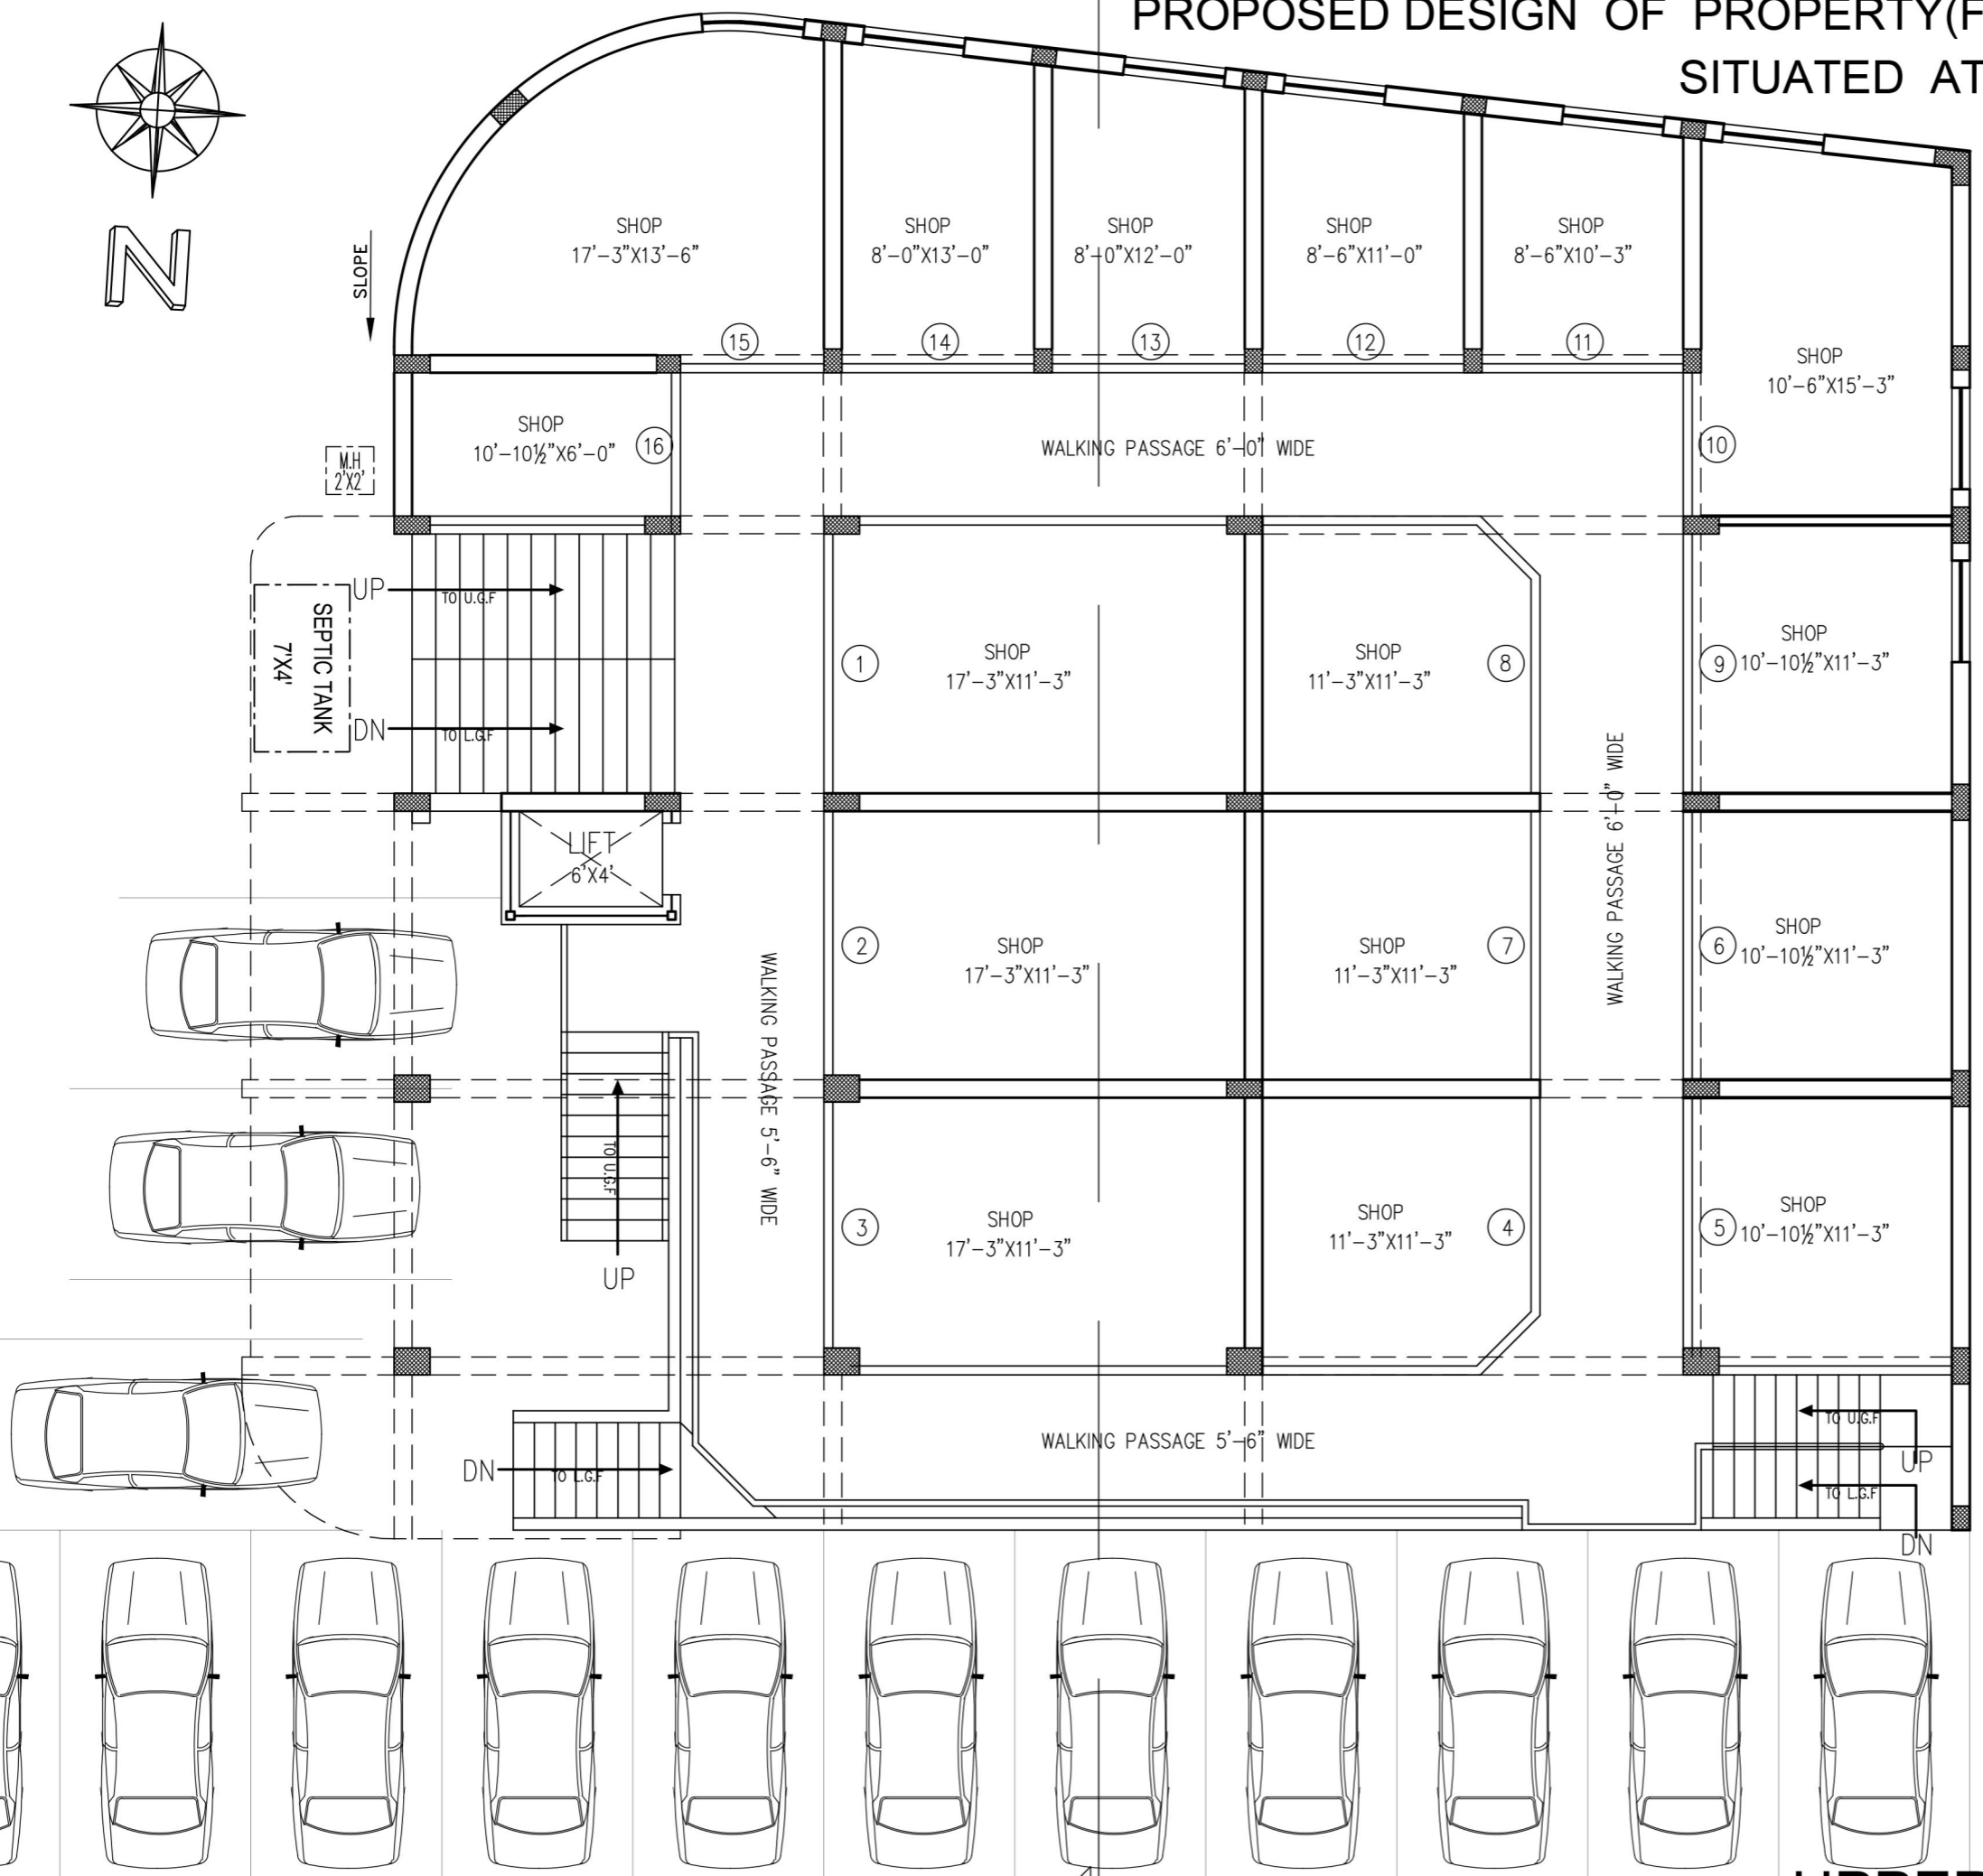 PROPOSED DESIGN OF PROPERTY(F
SITUATED AT
N
SLOPE
SHOP
17'-3"X13'-6"
15
SHOP
8'-0"X13'-0"
14
SHOP
8'-0"X12'-0"
13
SHOP
8'-6"X11'-0"
12
SHOP
8'-6"X10'-3"
11
SHOP
10'-6"X15'-3"
10
SHOP
10'-10½"X6'-0"
16
M.H
2'X2'
WALKING PASSAGE 6'-0" WIDE
UP
TO U.G.F
SEPTIC TANK
7'X4'
DN
TO L.G.F
1
SHOP
17'-3"X11'-3"
SHOP
11'-3"X11'-3"
8
9
SHOP
10'-10½"X11'-3"
WALKING PASSAGE 6'-0" WIDE
LIFT
6'X4'
2
SHOP
17'-3"X11'-3"
SHOP
11'-3"X11'-3"
7
6
SHOP
10'-10½"X11'-3"
WALKING PASSAGE 5'-6" WIDE
TO U.G.F
UP
3
SHOP
17'-3"X11'-3"
SHOP
11'-3"X11'-3"
4
5
SHOP
10'-10½"X11'-3"
WALKING PASSAGE 5'-6" WIDE
DN
TO L.G.F
TO U.G.F
UP
TO L.G.F
DN